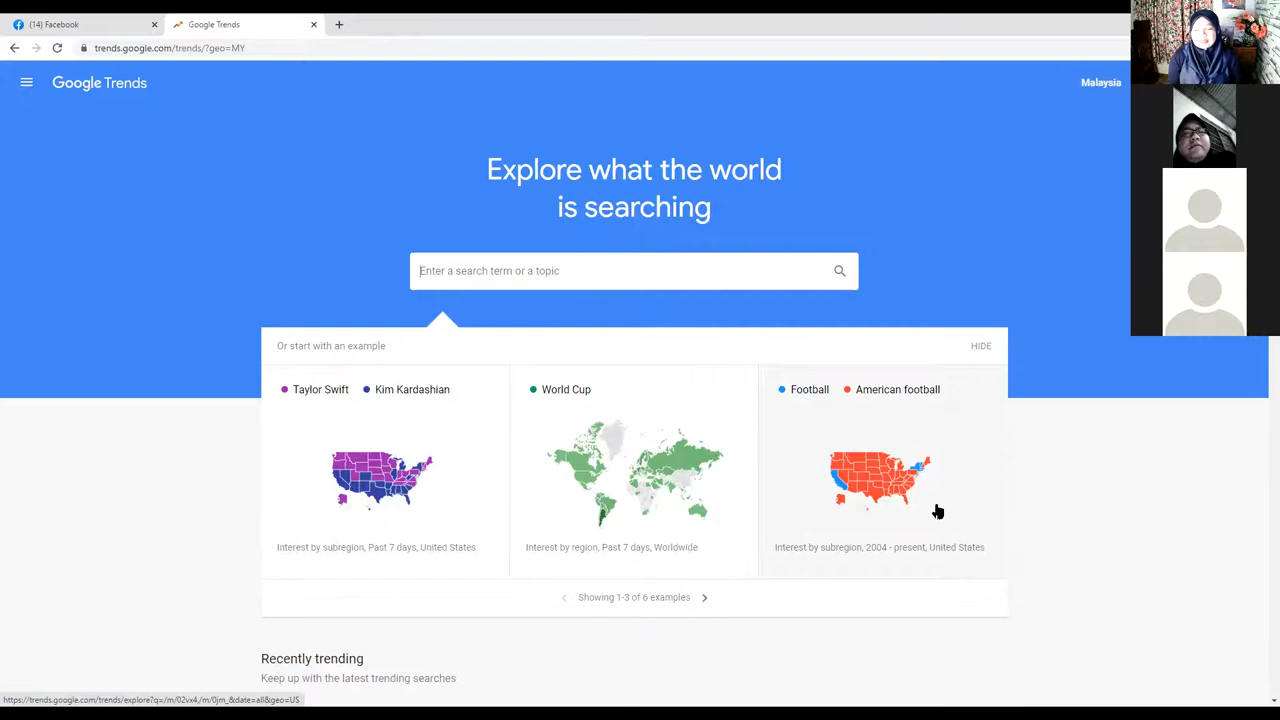 (14) Facebook
Google Trends
trends.google.com/trends/?geo=MY
Google Trends
Malaysia
Explore what the world
is searching
Enter a search term or a topic
Or start with an example
HIDE
Taylor Swift
Kim Kardashian
World Cup
Football
American football
Interest by subregion, Past 7 days, United States
Interest by region, Past 7 days, Worldwide
Interest by subregion, 2004 - present, United States
Showing 1-3 of 6 examples
Recently trending
Keep up with the latest trending searches
https://trends.google.com/trends/explore?q=/m/02vx4,/m/0jm_&date=all&geo=US